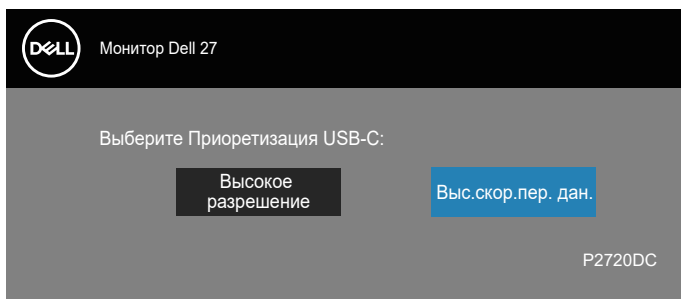 DELL
Монитор Dell 27
Выберите Приоретизация USB-C:
Высокое
разрешение
Выс.скор.пер. дан.
P2720DC